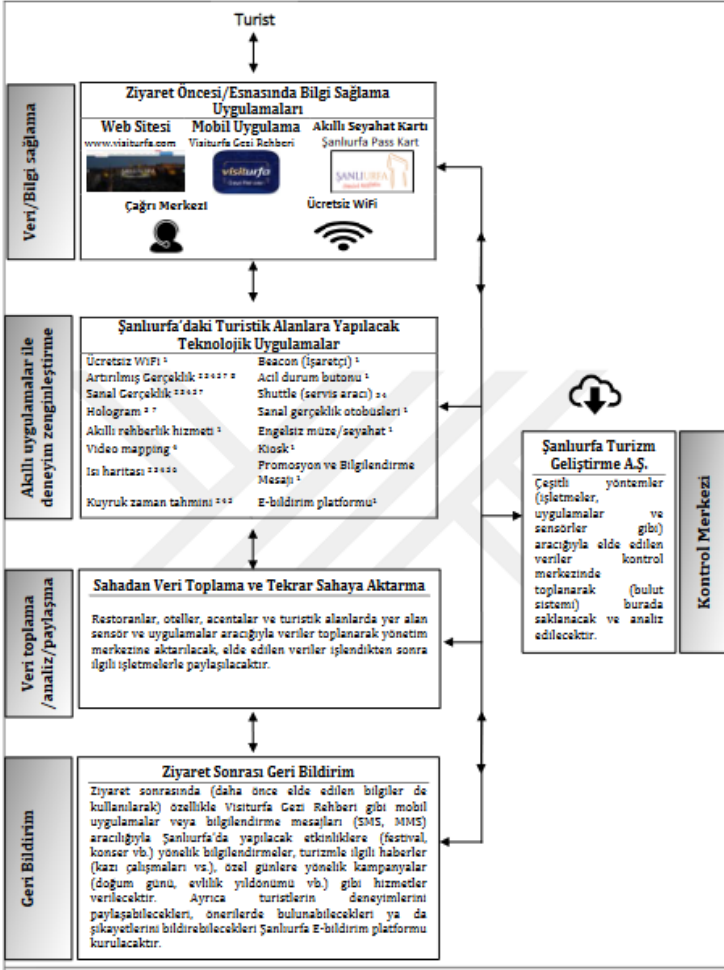 Turist
Veri/Bilgi sağlama
Ziyaret Öncesi/Esnasında Bilgi Sağlama
Uygulamaları
Web Sitesi Mobil Uygulama Akıllı Seyahat Kartı
www.visiturfa.com Visiturfa Gezi Rehberi Şanlıurfa Pass Kart
visiturfa
ŞANLIURFA
Çağrı Merkezi Ücretsiz WiFi
Akıllı uygulamalar ile
deneyim zenginleştirme
Şanlıurfa'daki Turistik Alanlara Yapılacak
Teknolojik Uygulamalar
Ücretsiz WiFi ¹ Beacon (İşaretçi) ¹
Artırılmış Gerçeklik Acil durum butonu ¹
Sanal Gerçeklik Shuttle (servis aracı)
Hologram Sanal gerçeklik otobüsleri ¹
Akıllı rehberlik hizmeti ¹ Engelsiz müze/seyahat ¹
Video mapping Kiosk ¹
Isı haritası Promosyon ve Bilgilendirme
Mesajı ¹
Kuyruk zaman tahmini E-bildirim platformu¹
Şanlıurfa Turizm
Geliştirme A.Ş.
Çeşitli yöntemler
(işletmeler,
uygulamalar ve
sensörler gibi)
aracığıyla elde edilen
veriler kontrol
merkezinde
toplanarak (bulut
sistemi) burada
saklanacak ve analiz
edilecektir.
Kontrol Merkezi
Veri toplama
/analiz/paylaşma
Sahadan Veri Toplama ve Tekrar Sahaya Aktarma
Restoranlar, oteller, acentalar ve turistik alanlarda yer alan
sensör ve uygulamalar aracığıyla veriler toplanarak yönetim
merkezine aktarılacak, elde edilen veriler işlendikten sonra
ilgili işletmelerle paylaşılacaktır.
Geri Bildirim
Ziyaret Sonrası Geri Bildirim
Ziyaret sonrasında (daha önce elde edilen bilgiler de
kullanılarak) özellikle Visiturfa Gezi Rehberi gibi mobil
uygulamalar veya bilgilendirme mesajları (SMS, MMS)
aracılığıyla Şanlıurfa'da yapılacak etkinliklere (festival,
konser vb.) yönelik bilgilendirmeler, turizmle ilgili haberler
(kazı çalışmaları vs.), özel günlere yönelik kampanyalar
(doğum günü, evlilik yıldönümü vb.) gibi hizmetler
verilecektir. Ayrıca turistlerin deneyimlerini
paylaşabilecekleri, önerilerde bulunabilecekleri ya da
şikayetlerini bildirebilecekleri Şanlıurfa E-bildirim platformu
kurulacaktır.